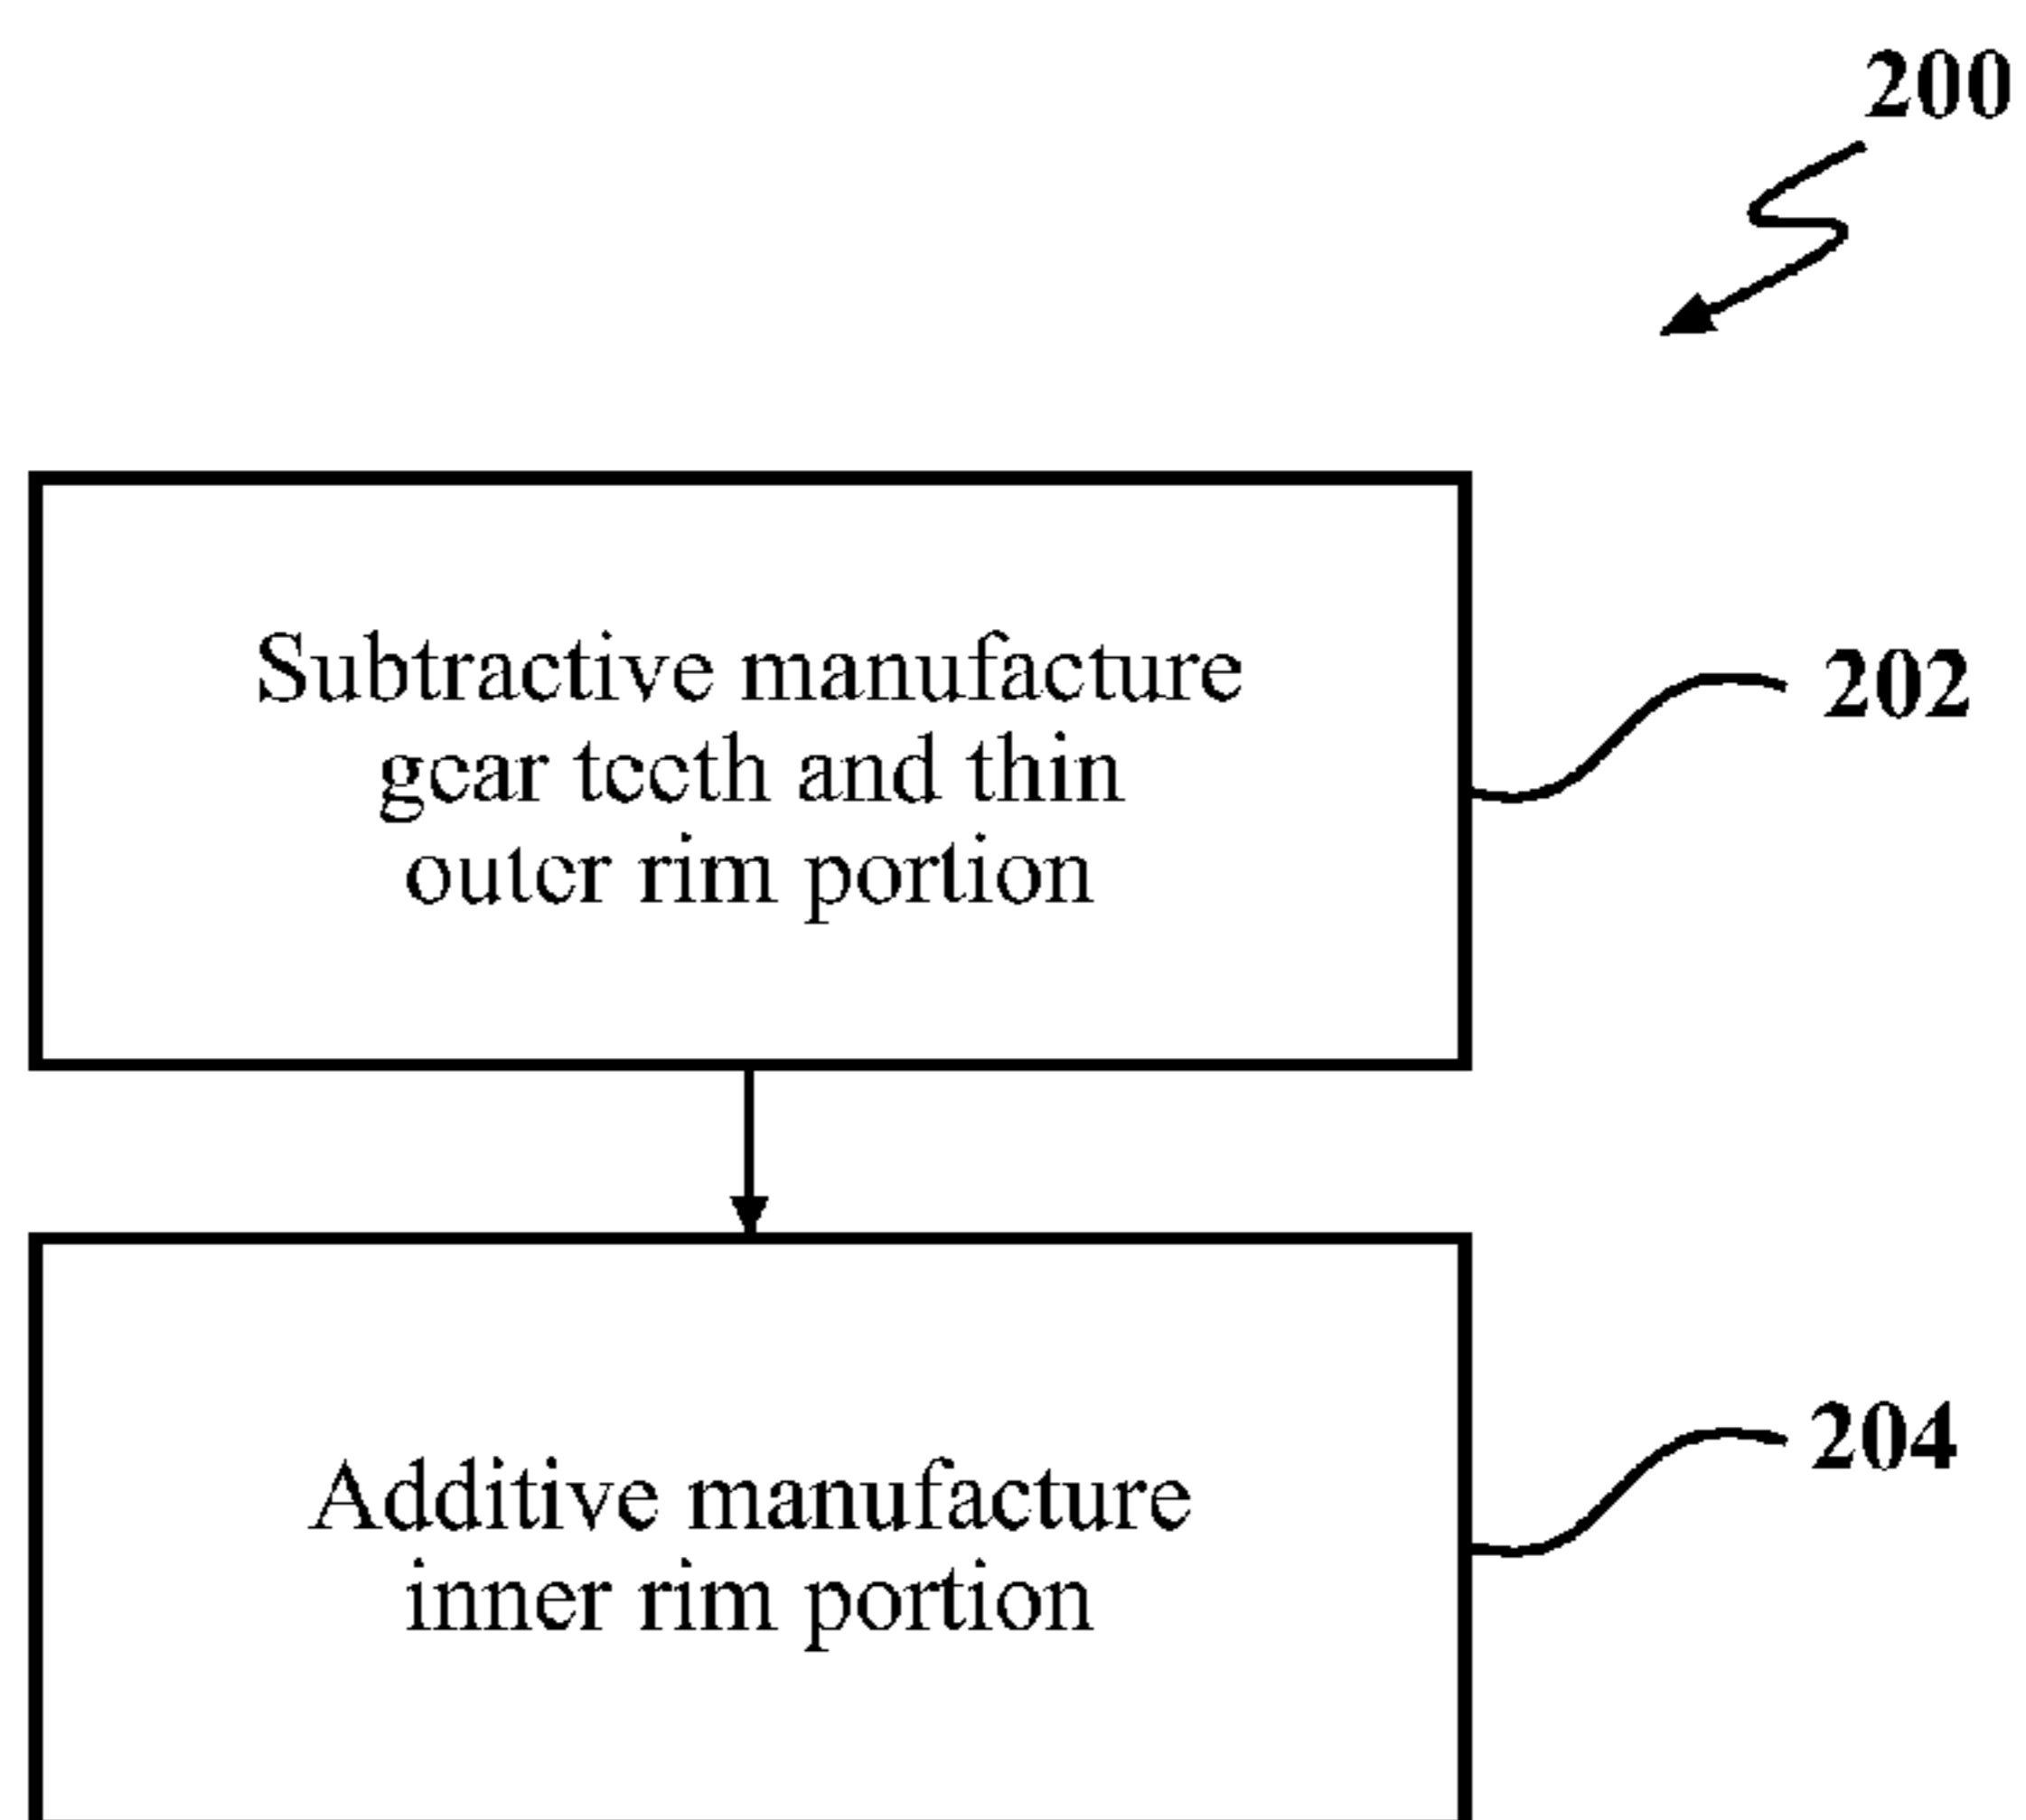 200
Subtractive manufacture
gear teeth and thin
outer rim portion
202
Additive manufacture
inner rim portion
204